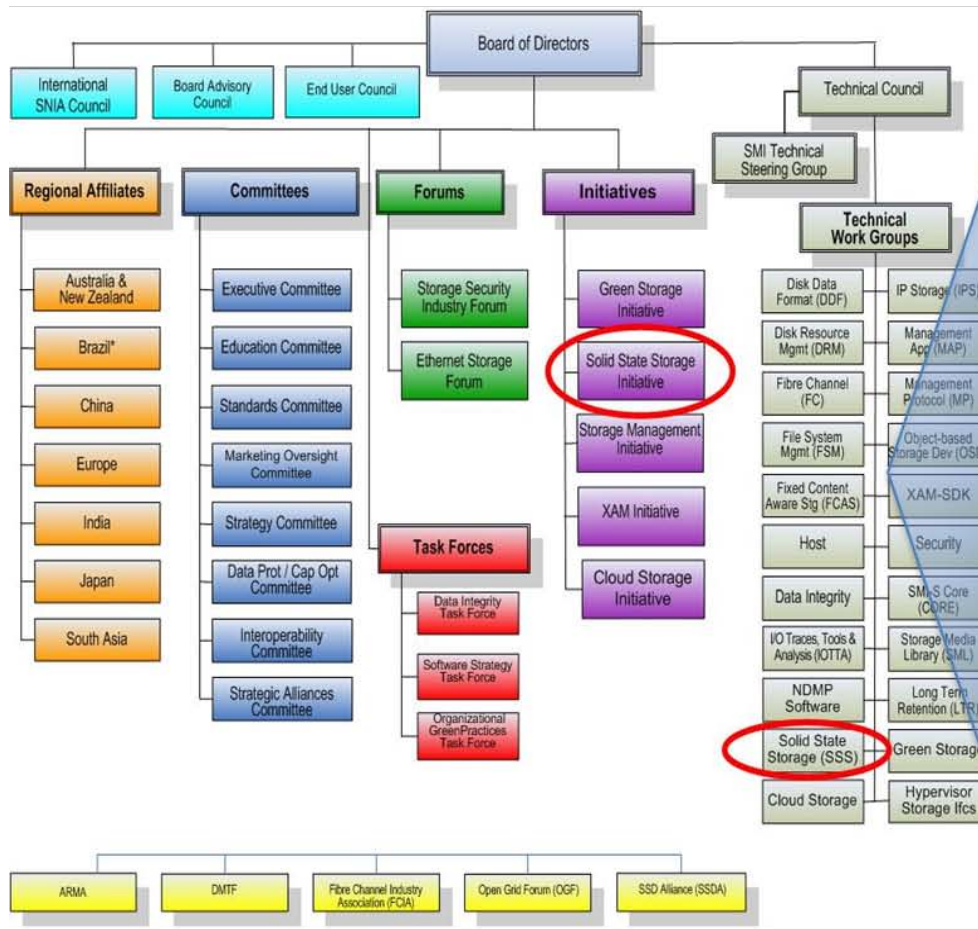 Board of Directors
International
SNIA Council
Board Advisory
Council
End User Council
Technical Council
SMI Technical
Steering Group
Regional Affiliates
Committees
Forums
Initiatives
Technical
Work Groups
Australia &
New Zealand
Brazil*
China
Europe
India
Japan
South Asia
Executive Committee
Education Committee
Standards Committee
Marketing Oversight
Committee
Strategy Committee
Data Prot / Cap Opt
Committee
Interoperability
Committee
Strategic Alliances
Committee
Storage Security
Industry Forum
Ethernet Storage
Forum
Task Forces
Data Integrity
Task Force
Software Strategy
Task Force
Organizational
GreenPractices
Task Force
Green Storage
Initiative
Solid State Storage
Initiative
Storage Management
Initiative
XAM Initiative
Cloud Storage
Initiative
Disk Data
Format (DDF)
IP Storage (IPS)
Disk Resource
Mgmt (DRM)
Management
App (MAP)
Fibre Channel
(FC)
Management
Protocol (MP)
File System
Mgmt (FSM)
Object-based
Storage Dev (OSD
Fixed Content
Aware Stg (FCAS)
XAM-SDK
Host
Security
Data Integrity
SMI-S Core
(CORE)
I/O Traces, Tools &
Analysis (IOTTA)
Storage Media
Library (SML)
NDMP
Software
Long Term
Retention (LTR)
Solid State
Storage (SSS)
Green Storage
Cloud Storage
Hypervisor
Storage Ifcs
ARMA
DMTF
Fibre Channel Industry
Association (FCIA)
Open Grid Forum (OGF)
SSD Alliance (SSDA)